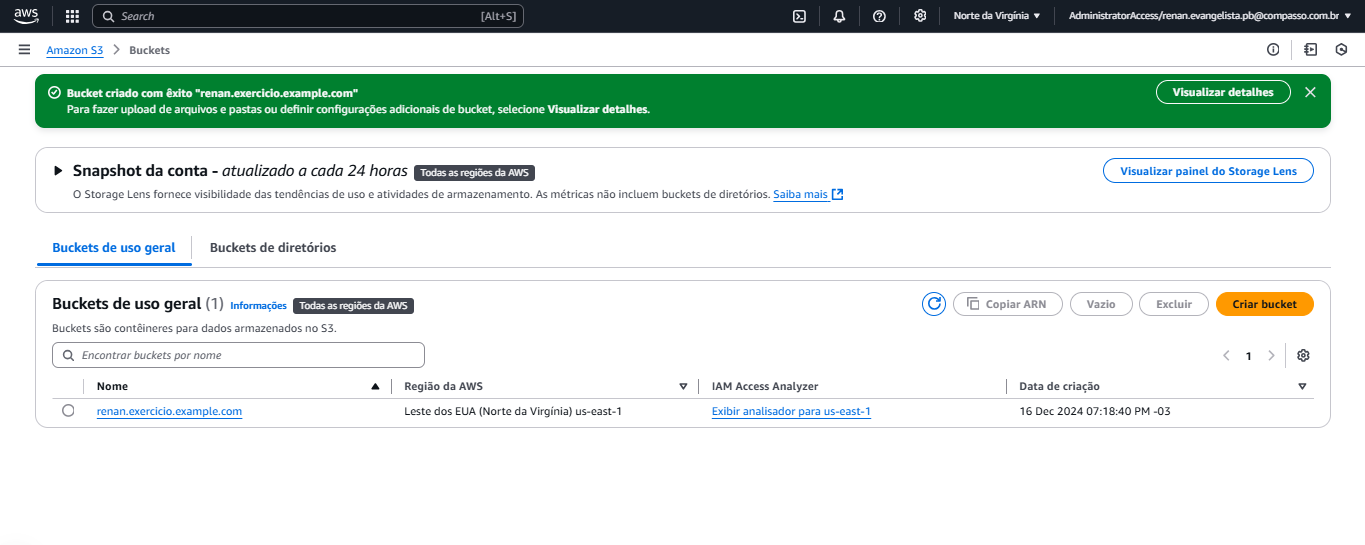 aws
Search [Alt+S]
Norte da Virgínia
AdministratorAccess/renan.evangelista.pb@compasso.com.br
Amazon S3 > Buckets
Bucket criado com êxito "renan.exercicio.example.com"
Para fazer upload de arquivos e pastas ou definir configurações adicionais de bucket, selecione Visualizar detalhes.
Visualizar detalhes
Snapshot da conta - atualizado a cada 24 horas Todas as regiões da AWS
O Storage Lens fornece visibilidade das tendências de uso e atividades de armazenamento. As métricas não incluem buckets de diretórios. Saiba mais
Visualizar painel do Storage Lens
Buckets de uso geral Buckets de diretórios
Buckets de uso geral (1) Informações Todas as regiões da AWS
Copiar ARN Vazio Excluir Criar bucket
Buckets são contêineres para dados armazenados no S3.
Encontrar buckets por nome
1
Nome Região da AWS IAM Access Analyzer Data de criação
renan.exercicio.example.com Leste dos EUA (Norte da Virgínia) us-east-1 Exibir analisador para us-east-1 16 Dec 2024 07:18:40 PM -03